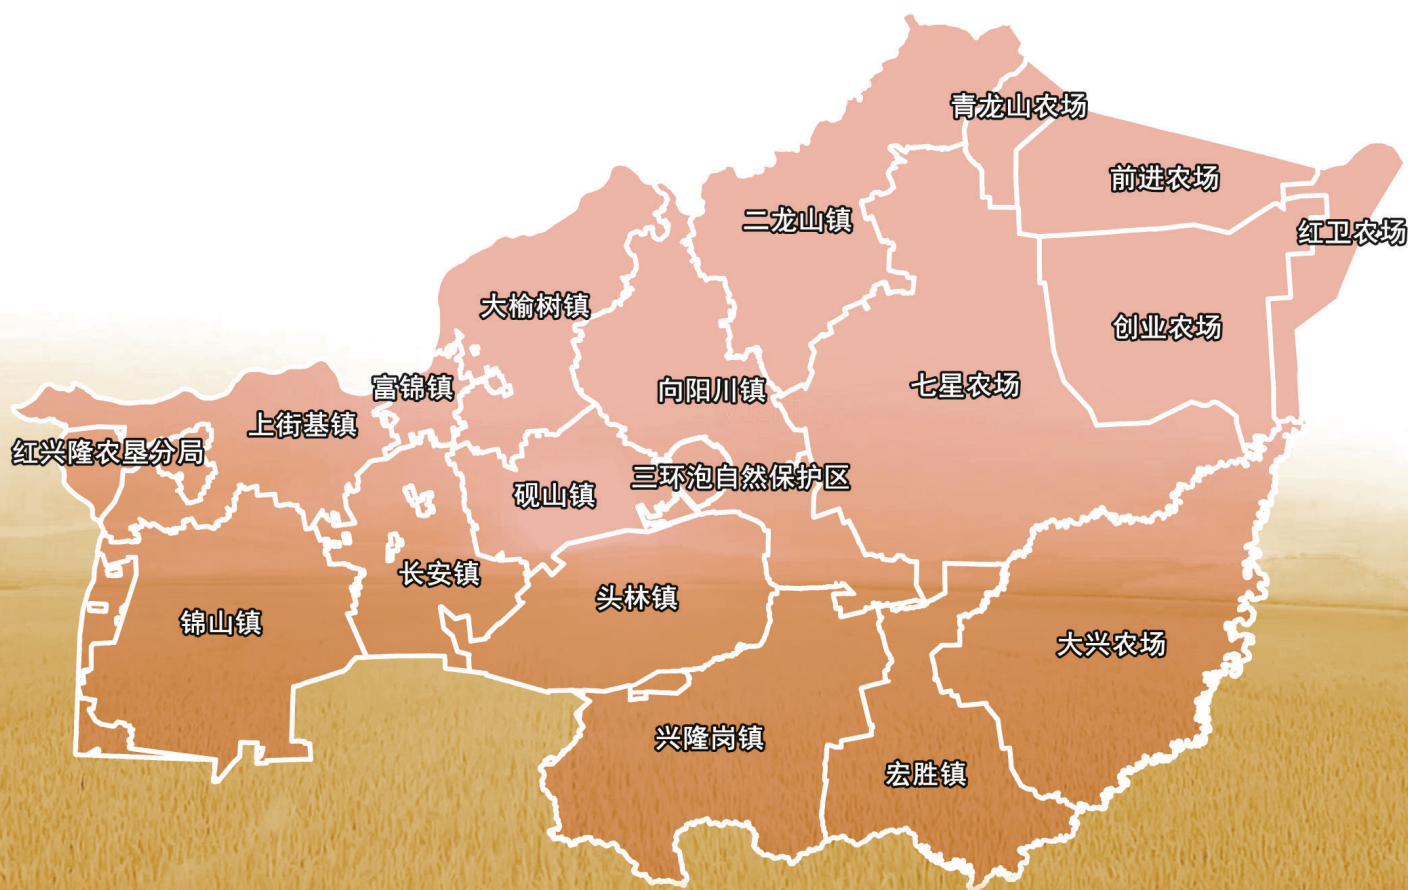 青龙山农场
前进农场
二龙山镇
红卫农场
大榆树镇
创业农场
富锦镇
向阳川镇
七星农场
上街基镇
红兴隆农垦分局
三环泡自然保护区
砚山镇
长安镇
头林镇
锦山镇
大兴农场
兴隆岗镇
宏胜镇